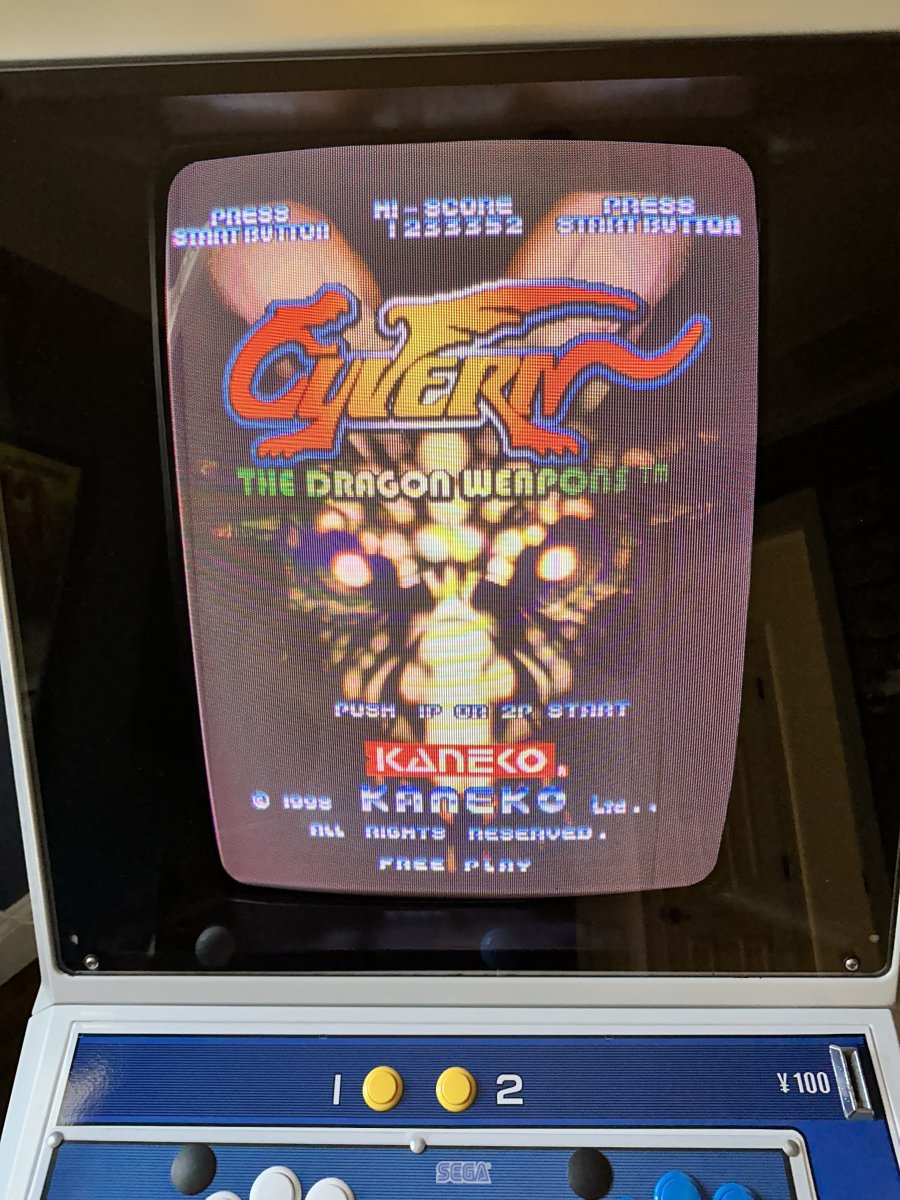 PRESS START BUTTON
HI-SCORE
1233352
PRESS START BUTTON
CYVERN
THE DRAGON WEAPONS™
PUSH 1P OR 2P START
KANEKO®
© 1998 KANEKO Ltd..
ALL RIGHTS RESERVED.
FREE PLAY
1 2
¥100
SEGA